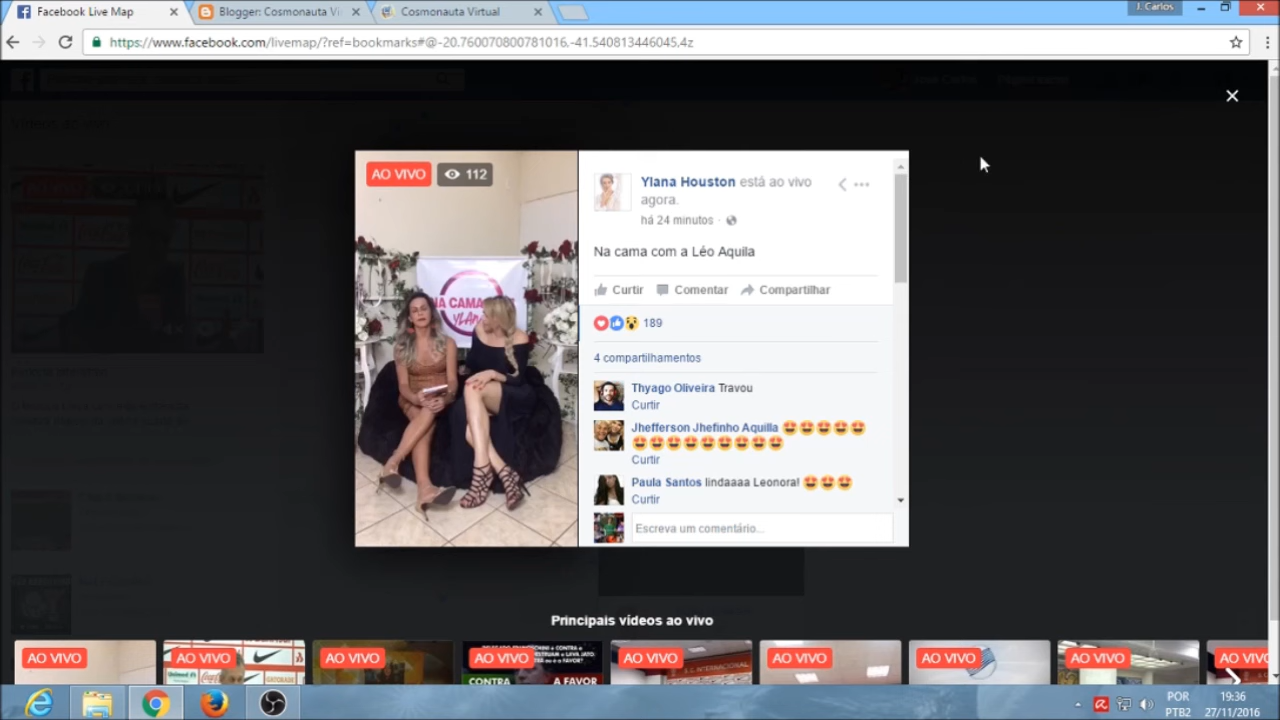 Facebook Live Map
Blogger: Cosmonauta Vi
Cosmonauta Virtual
J. Carlos
https://www.facebook.com/livemap/?ref=bookmarks#@-20.760070800781016,-41.540813446045,4z
AO VIVO
112
NA CAMA
Ylana Houston está ao vivo
agora.
há 24 minutos ·
Na cama com a Léo Aquila
Curtir
Comentar
Compartilhar
189
4 compartilhamentos
Thyago Oliveira Travou
Curtir
Jhefferson Jhefinho Aquilla 🤩🤩🤩🤩🤩
🤩🤩🤩🤩🤩🤩🤩🤩🤩
Curtir
Paula Santos lindaaaa Leonora! 🤩🤩🤩
Curtir
Escreva um comentário...
Principais vídeos ao vivo
AO VIVO
AO VIVO
AO VIVO
AO VIVO
CONTRA
A FAVOR
AO VIVO
S.C. INTERNACIONAL
AO VIVO
AO VIVO
AO VIVO
AO VIVO
POR
PTB2
19:36
27/11/2016